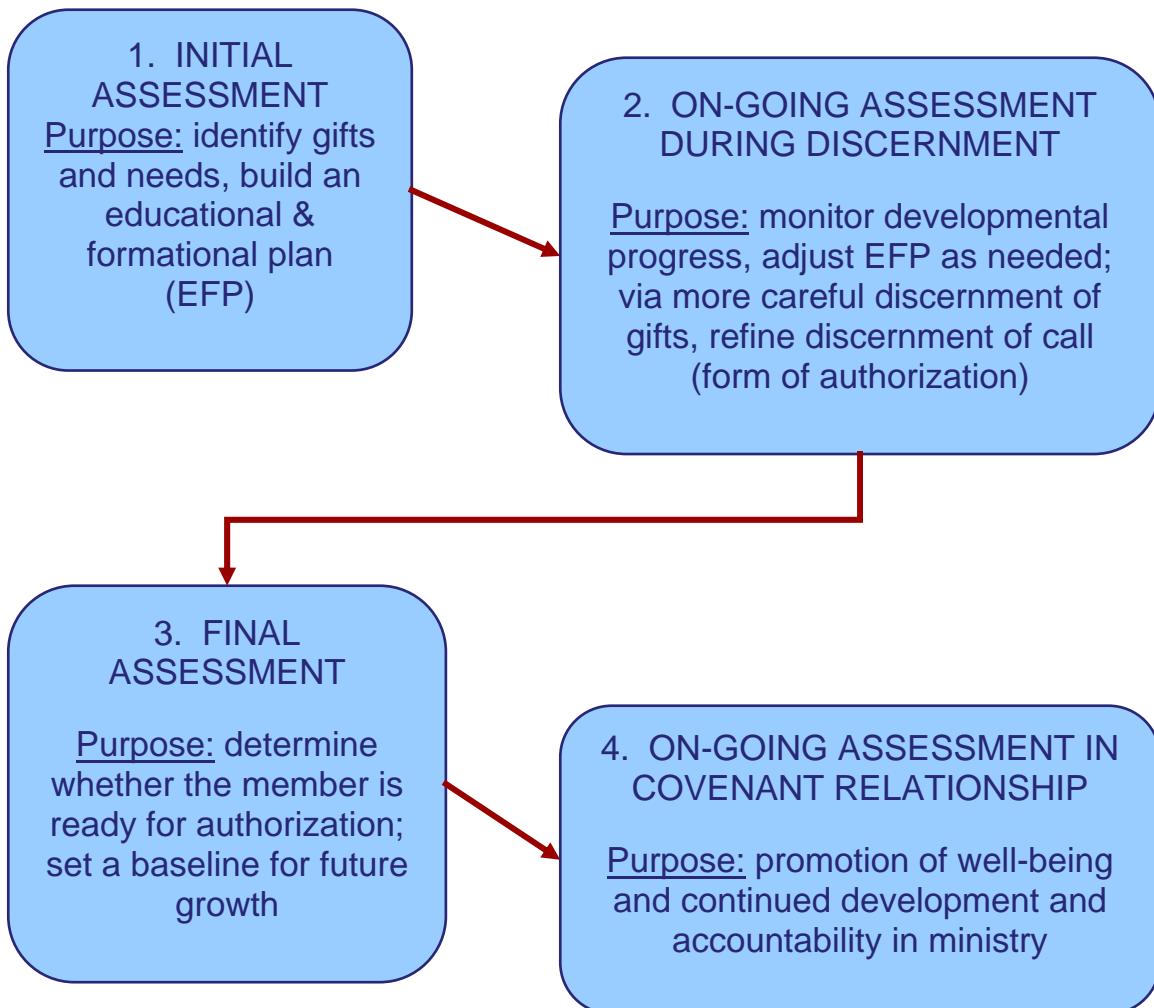 1. INITIAL
ASSESSMENT
Purpose: identify gifts
and needs, build an
educational &
formational plan
(EFP)
2. ON-GOING ASSESSMENT
DURING DISCERNMENT
Purpose: monitor developmental
progress, adjust EFP as needed;
via more careful discernment of
gifts, refine discernment of call
(form of authorization)
3. FINAL
ASSESSMENT
Purpose: determine
whether the member is
ready for authorization;
set a baseline for future
growth
4. ON-GOING ASSESSMENT IN
COVENANT RELATIONSHIP
Purpose: promotion of well-being
and continued development and
accountability in ministry